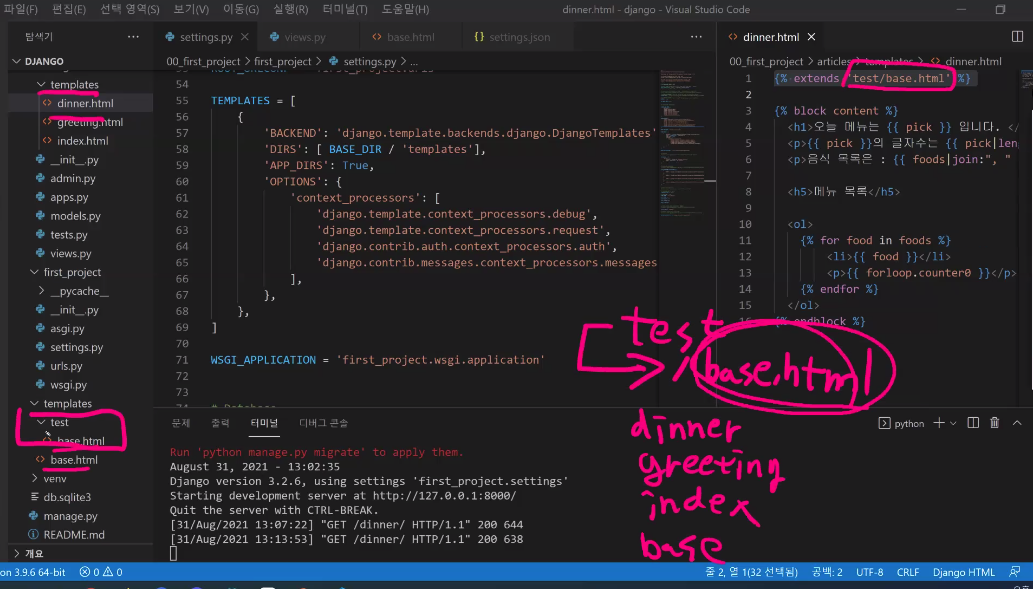 파일(F) 편집(E) 선택 영역(S) 보기(V) 이동(G) 실행(R) 터미널(T) 도움말(H) dinner.html - django - Visual Studio Code
탐색기
DJANGO
templates
dinner.html
greeting.html
index.html
__init__.py
admin.py
apps.py
models.py
tests.py
views.py
first_project
__pycache__
__init__.py
asgi.py
settings.py
urls.py
wsgi.py
templates
test
base.html
base.html
venv
db.sqlite3
manage.py
README.md
개요
settings.py views.py base.html settings.json
00_first_project > first_project > settings.py > ...
55 TEMPLATES = [
56 {
57 'BACKEND': 'django.template.backends.django.DjangoTemplates'
58 'DIRS': [ BASE_DIR / 'templates'],
59 'APP_DIRS': True,
60 'OPTIONS': {
61 'context_processors': [
62 'django.template.context_processors.debug',
63 'django.template.context_processors.request',
64 'django.contrib.auth.context_processors.auth',
65 'django.contrib.messages.context_processors.messages
66 ],
67 },
68 },
69 ]
70
71 WSGI_APPLICATION = 'first_project.wsgi.application'
72
73
dinner.html
00_first_project > articles > templates > dinner.html
1 {% extends 'test/base.html' %}
2
3 {% block content %}
4 <h1>오늘 메뉴는 {{ pick }} 입니다. </
5 <p>{{ pick }}의 글자수는 {{ pick|len
6 <p>음식 목록은 : {{ foods|join:", "
7
8 <h5>메뉴 목록</h5>
9
10 <ol>
11 {% for food in foods %}
12 <li>{{ food }}</li>
13 <p>{{ forloop.counter0 }}</p>
14 {% endfor %}
15 </ol>
16 {% endblock %}
test
/base.html
dinner
greeting
index
base
문제 출력 터미널 디버그 콘솔 python
Run 'python manage.py migrate' to apply them.
August 31, 2021 - 13:02:35
Django version 3.2.6, using settings 'first_project.settings'
Starting development server at http://127.0.0.1:8000/
Quit the server with CTRL-BREAK.
[31/Aug/2021 13:07:22] "GET /dinner/ HTTP/1.1" 200 644
[31/Aug/2021 13:13:53] "GET /dinner/ HTTP/1.1" 200 638
on 3.9.6 64-bit 0 0 줄 2, 열 1(32 선택됨) 공백: 2 UTF-8 CRLF Django HTML